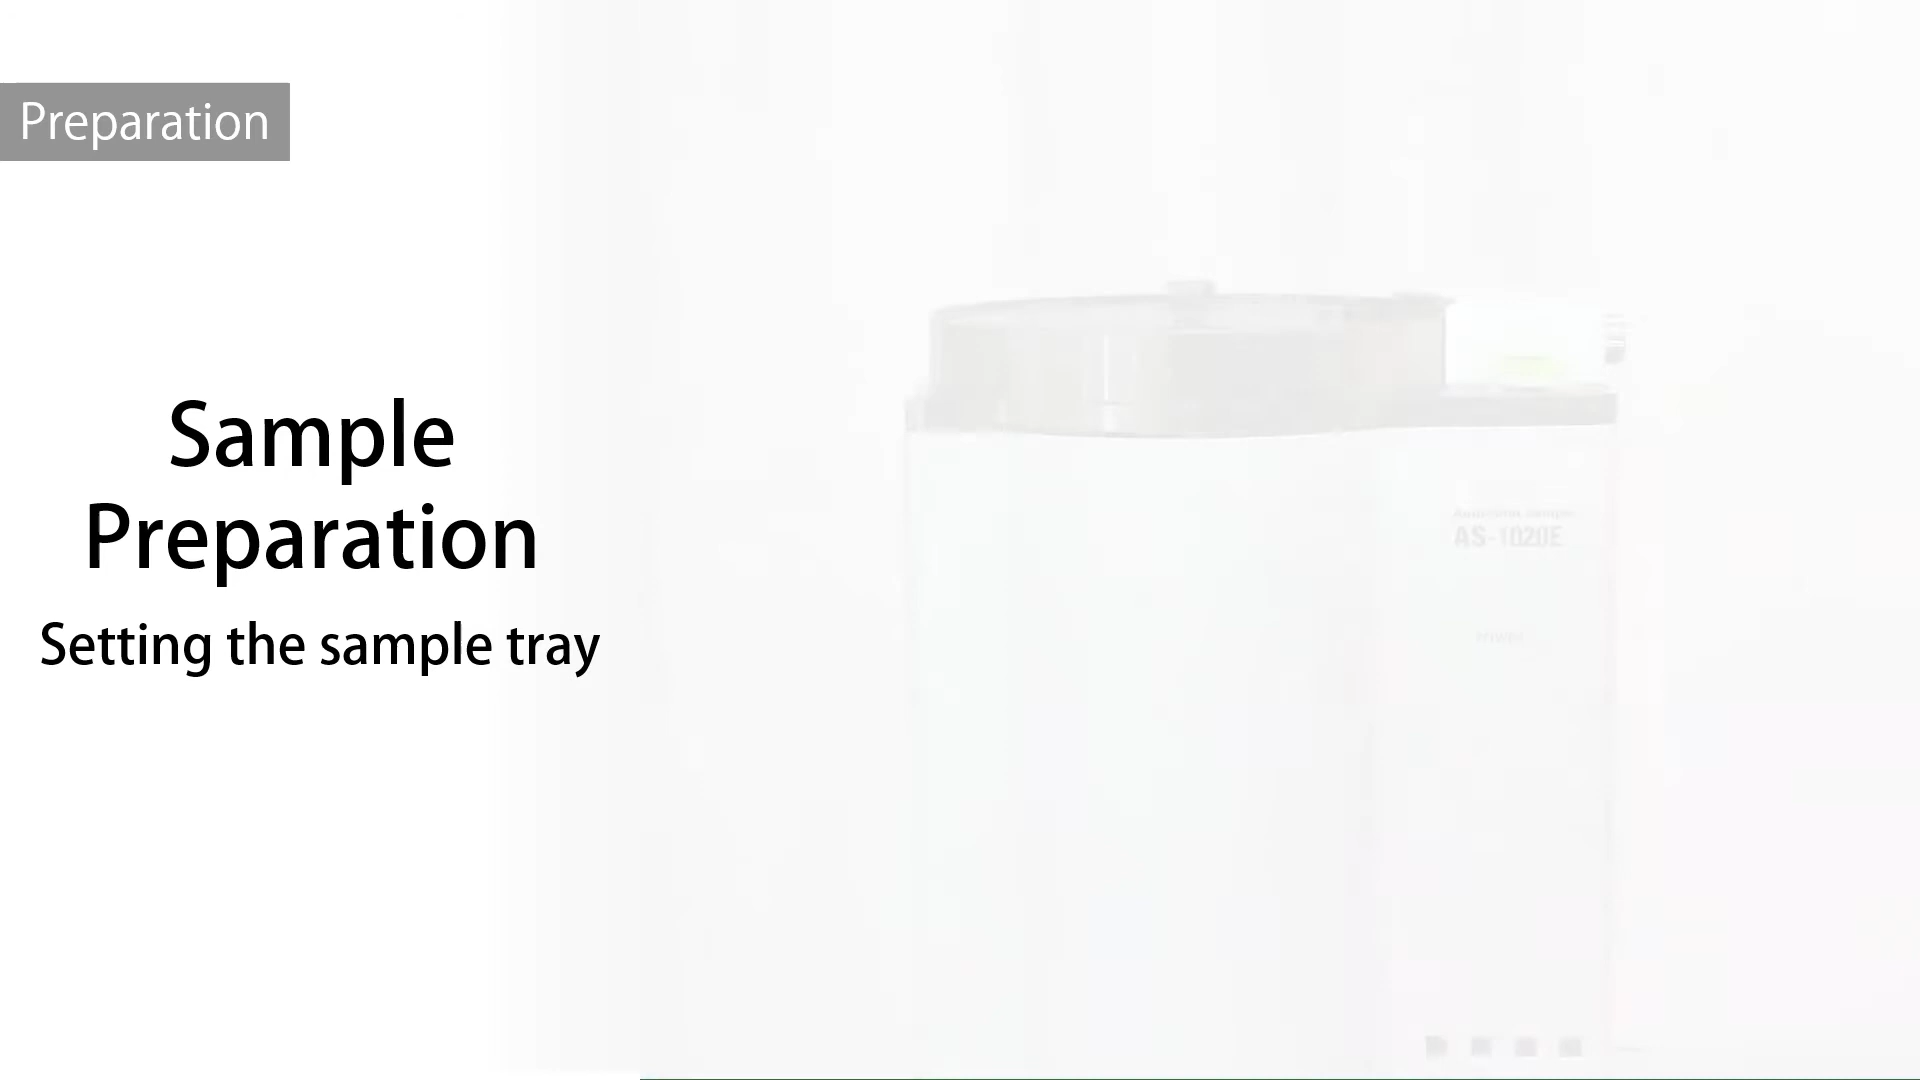 Preparation
Sample
Preparation
Setting the sample tray
AS-1020E